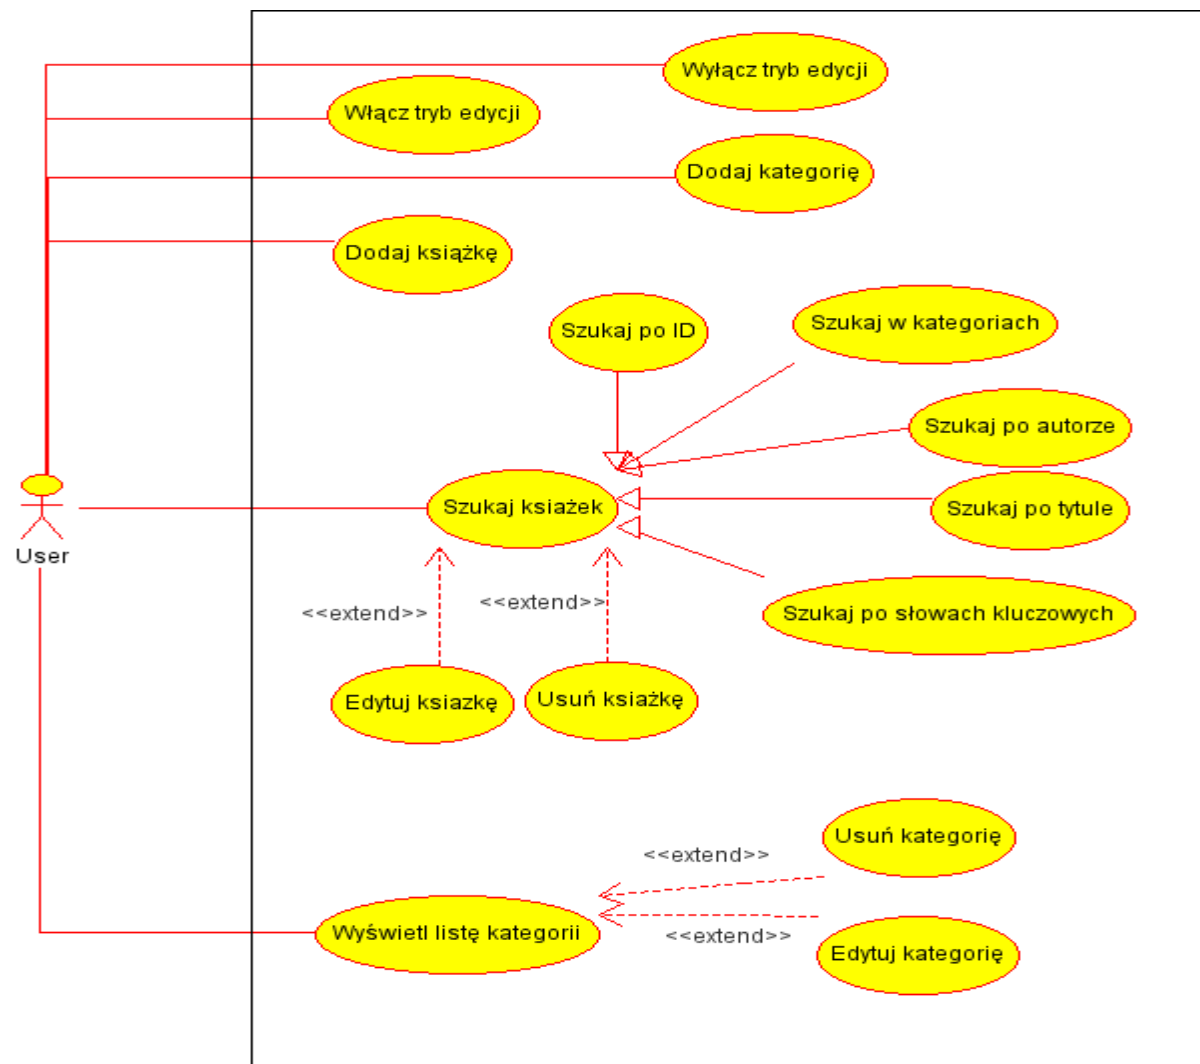 Wyłącz tryb edycji
Włącz tryb edycji
Dodaj kategorię
Dodaj książkę
Szukaj po ID
Szukaj w kategoriach
Szukaj po autorze
Szukaj ksiażek
Szukaj po tytule
User
<<extend>>
<<extend>>
Szukaj po słowach kluczowych
Edytuj ksiazkę
Usuń ksiażkę
Usuń kategorię
<<extend>>
Wyświetl listę kategorii
<<extend>>
Edytuj kategorię